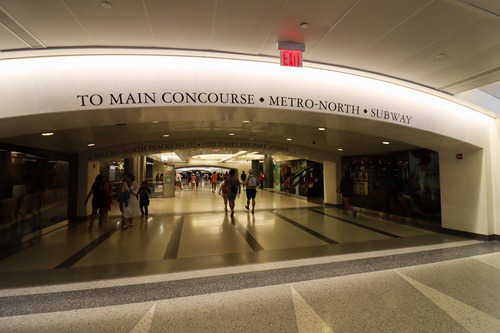 EXIT
TO MAIN CONCOURSE ◆ METRO-NORTH ◆ SUBWAY